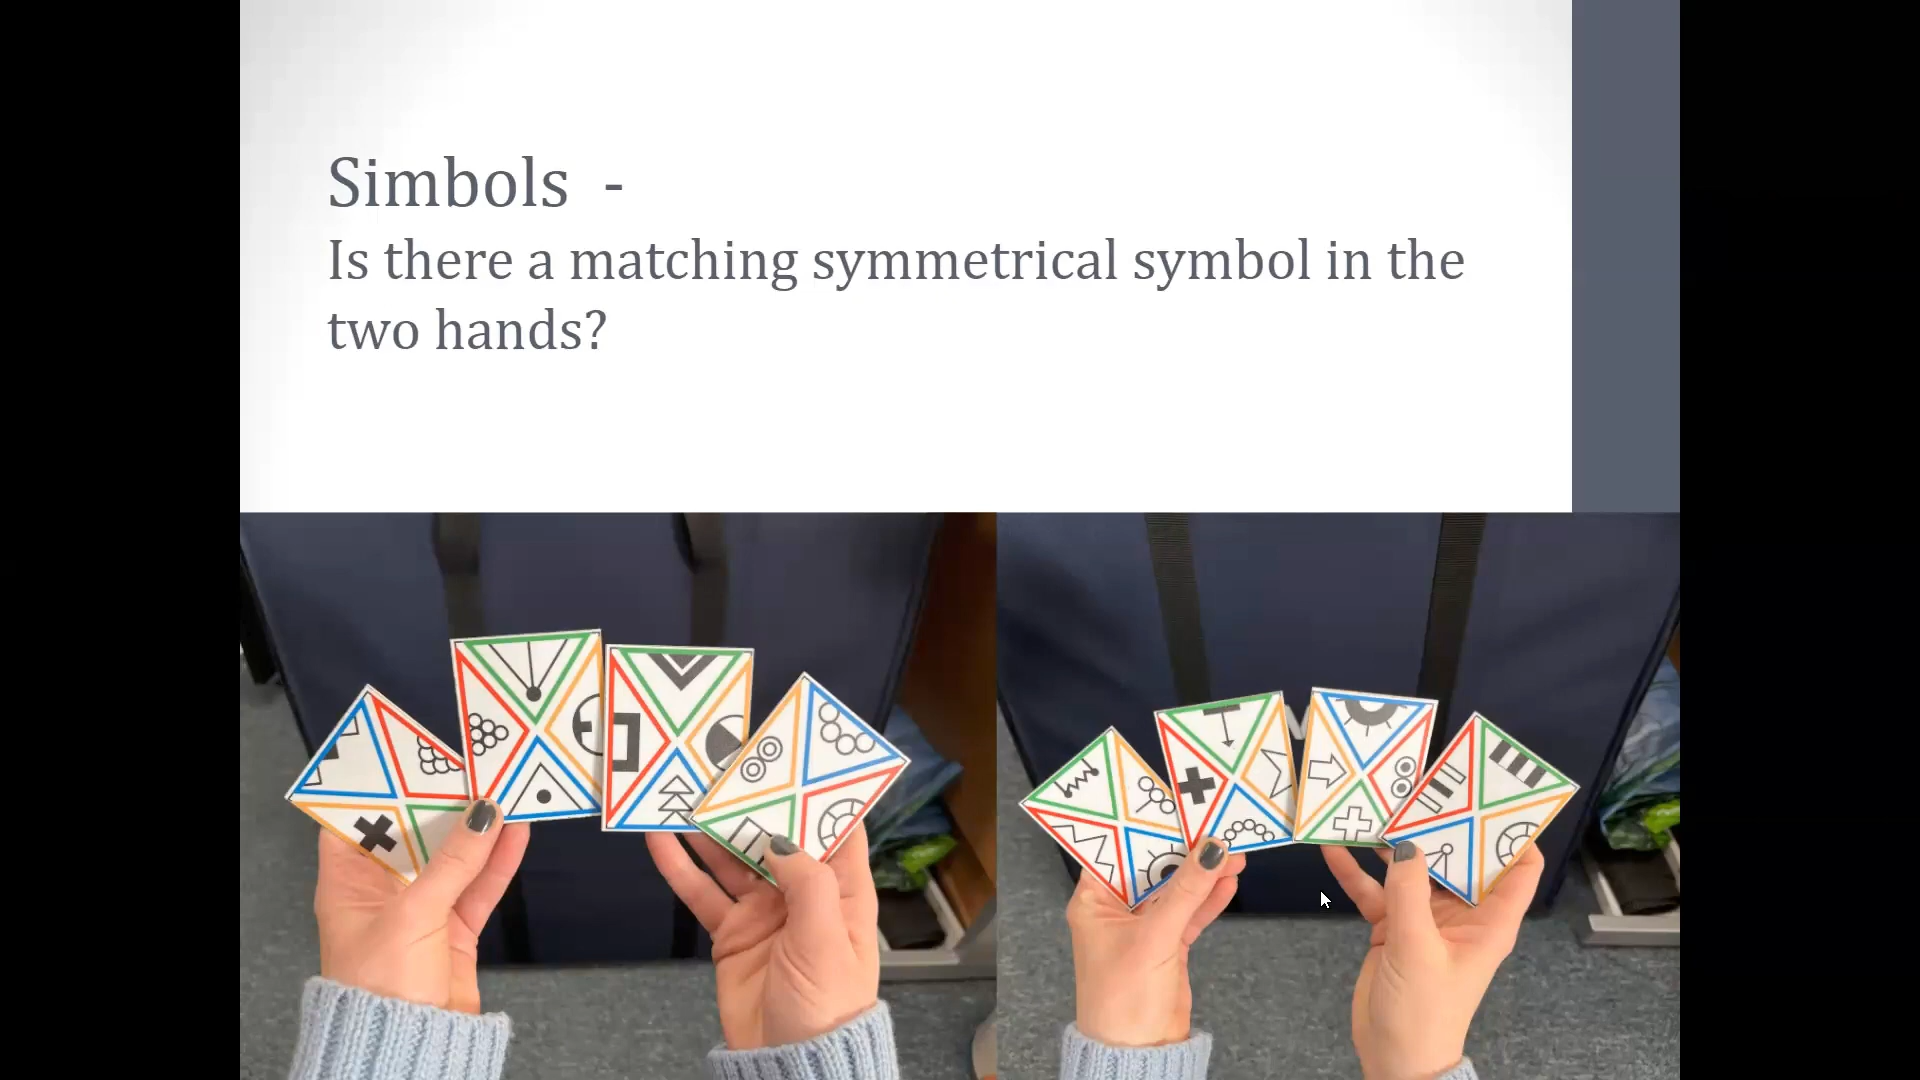 Simbols -
Is there a matching symmetrical symbol in the
two hands?